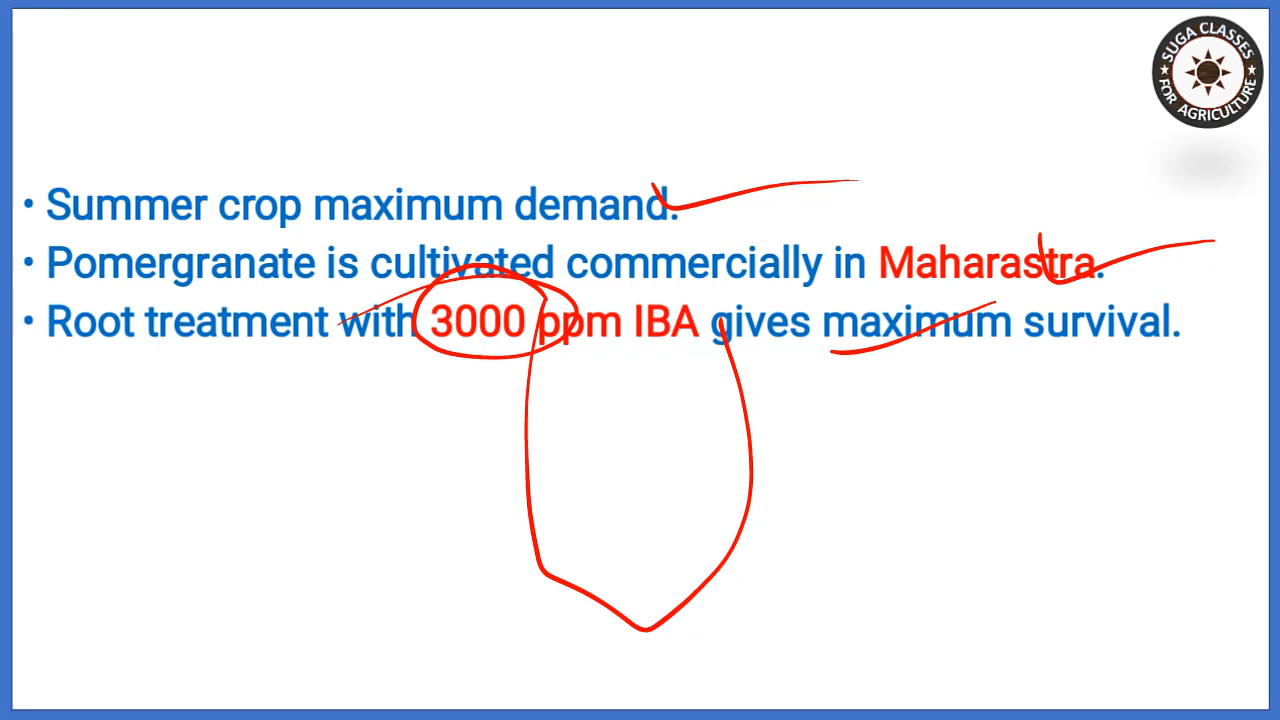 SUGA CLASSES
★ FOR AGRICULTURE ★
• Summer crop maximum demand.
• Pomergranate is cultivated commercially in Maharastra.
• Root treatment with 3000 ppm IBA gives maximum survival.